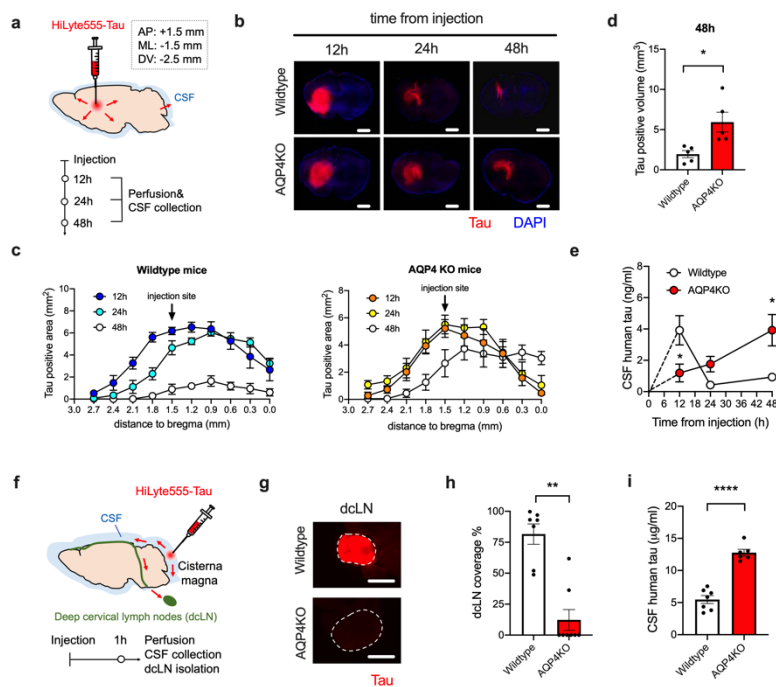 a
HiLyte555-Tau
AP: +1.5 mm
ML: -1.5 mm
DV: -2.5 mm
CSF
Injection
12h
24h
48h
Perfusion&
CSF collection
b
time from injection
12h 24h 48h
Wildtype
AQP4KO
Tau DAPI
d
48h
*
Tau positive volume (mm3)
15
10
5
0
Wildtype
AQP4KO
c
Wildtype mice
Tau positive area (mm2)
10
8
6
4
2
0
12h
24h
48h
injection site
3.0 2.7 2.4 2.1 1.8 1.5 1.2 0.9 0.6 0.3 0.0
distance to bregma (mm)
AQP4 KO mice
Tau positive area (mm2)
8
6
4
2
0
12h
24h
48h
injection site
3.0 2.7 2.4 2.1 1.8 1.5 1.2 0.9 0.6 0.3 0.0
distance to bregma (mm)
e
Wildtype
AQP4KO
CSF human tau (ng/ml)
6
4
2
0
*
*
0 12 24 36 48
Time from injection (h)
f
HiLyte555-Tau
CSF
Cisterna
magna
Deep cervical lymph nodes (dcLN)
Injection 1h Perfusion
CSF collection
dcLN isolation
g
dcLN
Wildtype
AQP4KO
Tau
h
**
dcLN coverage %
100
75
50
25
0
Wildtype
AQP4KO
i
****
CSF human tau (µg/ml)
15
10
5
0
Wildtype
AQP4KO